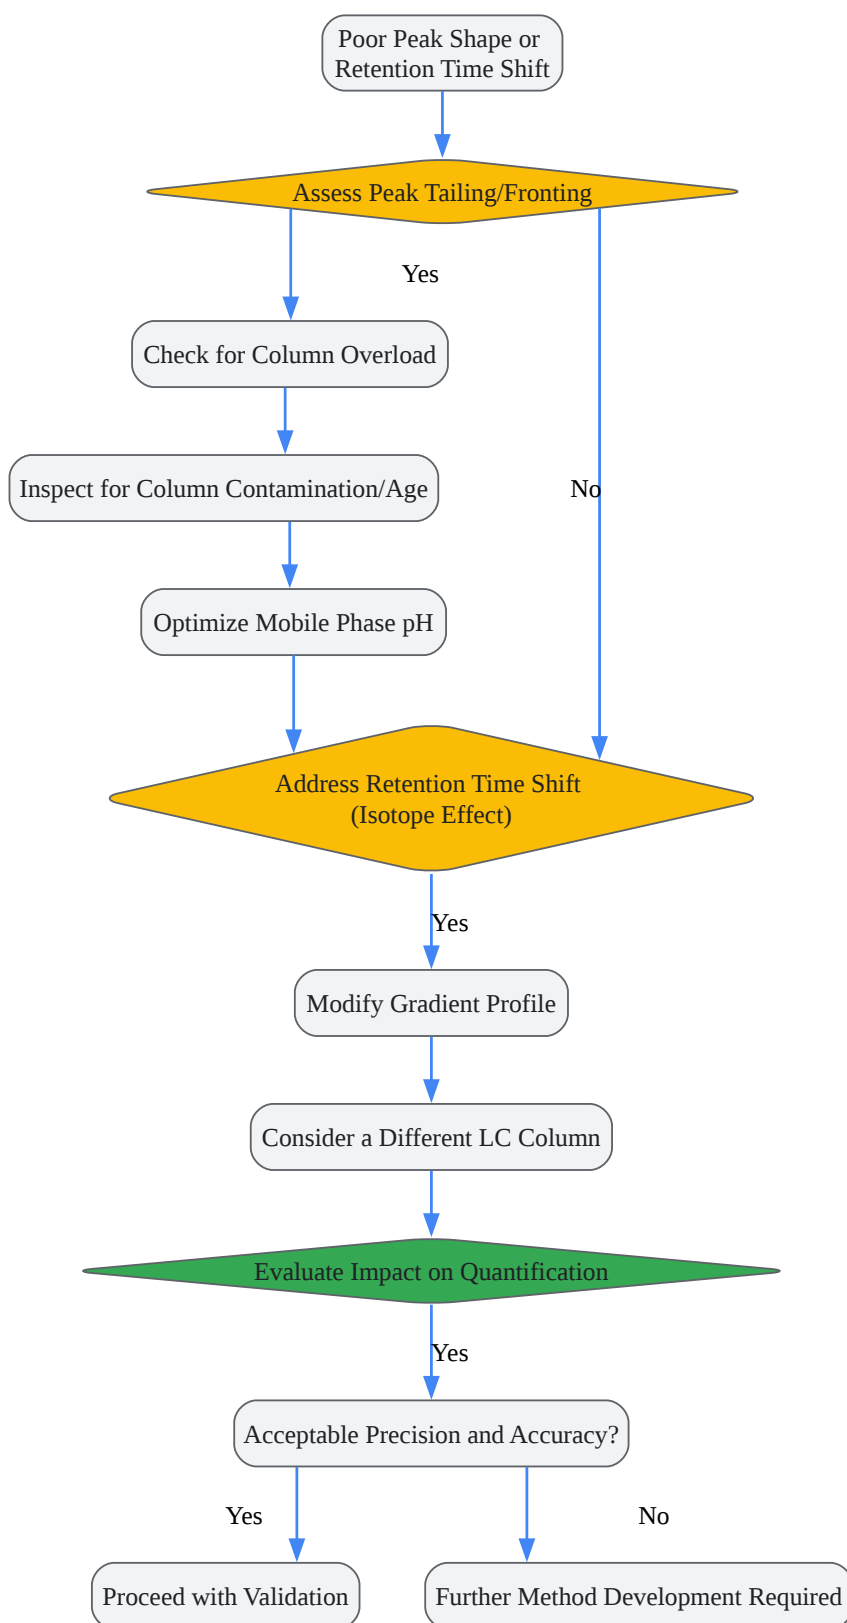 Poor Peak Shape or
Retention Time Shift
Assess Peak Tailing/Fronting
Yes
Check for Column Overload
Inspect for Column Contamination/Age
No
Optimize Mobile Phase pH
Address Retention Time Shift
(Isotope Effect)
Yes
Modify Gradient Profile
Consider a Different LC Column
Evaluate Impact on Quantification
Yes
Acceptable Precision and Accuracy?
Yes
No
Proceed with Validation
Further Method Development Required